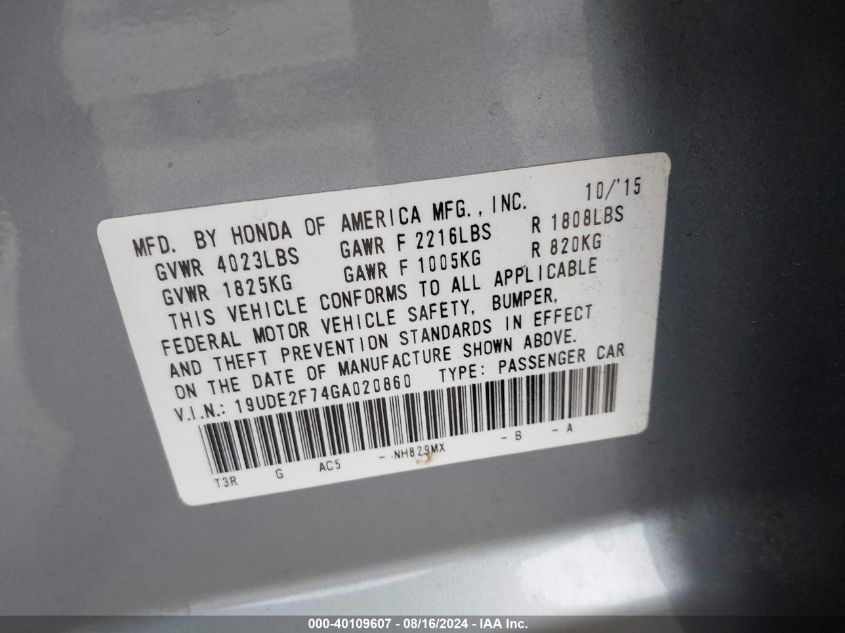 MFD. BY HONDA OF AMERICA MFG., INC. 10/'15
GVWR 4023LBS GAWR F 2216LBS R 1808LBS
GVWR 1825KG GAWR F 1005KG R 820KG
THIS VEHICLE CONFORMS TO ALL APPLICABLE
FEDERAL MOTOR VEHICLE SAFETY, BUMPER,
AND THEFT PREVENTION STANDARDS IN EFFECT
ON THE DATE OF MANUFACTURE SHOWN ABOVE.
V.I.N.: 19UDE2F74GA020860 TYPE: PASSENGER CAR
T3R G AC5 - NH829MX - B - A
000-40109607 - 08/16/2024 - IAA Inc.